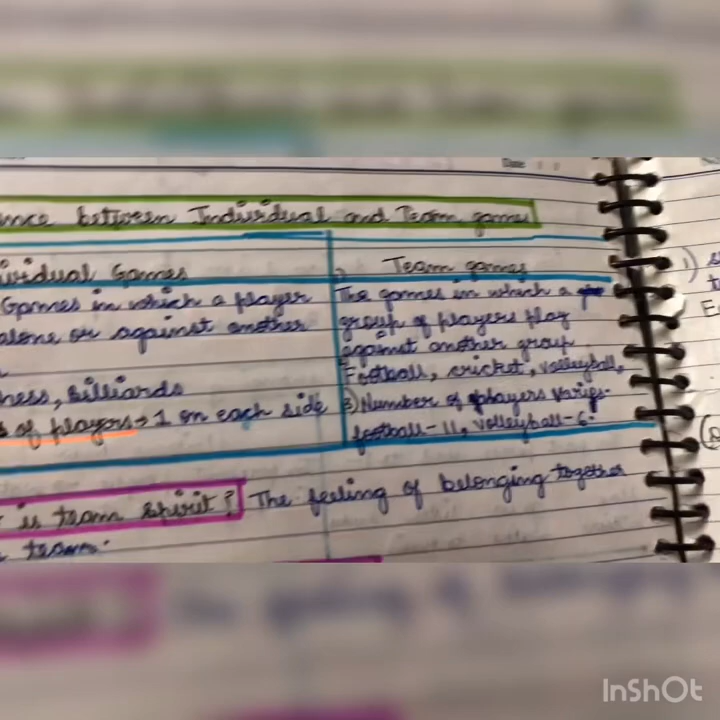 ence between Individual and Team games
ividual Games
Team games
Games in which a player
alone or against another
hess, Billiards
s of players → 1 on each side
The games in which a
group of players play
against another group
Football, cricket, volleyball,
2) Number of players varies.
football-11, volleyball-6.
is team spirit? The feeling of belonging together
team.
Date
1)
InShOt